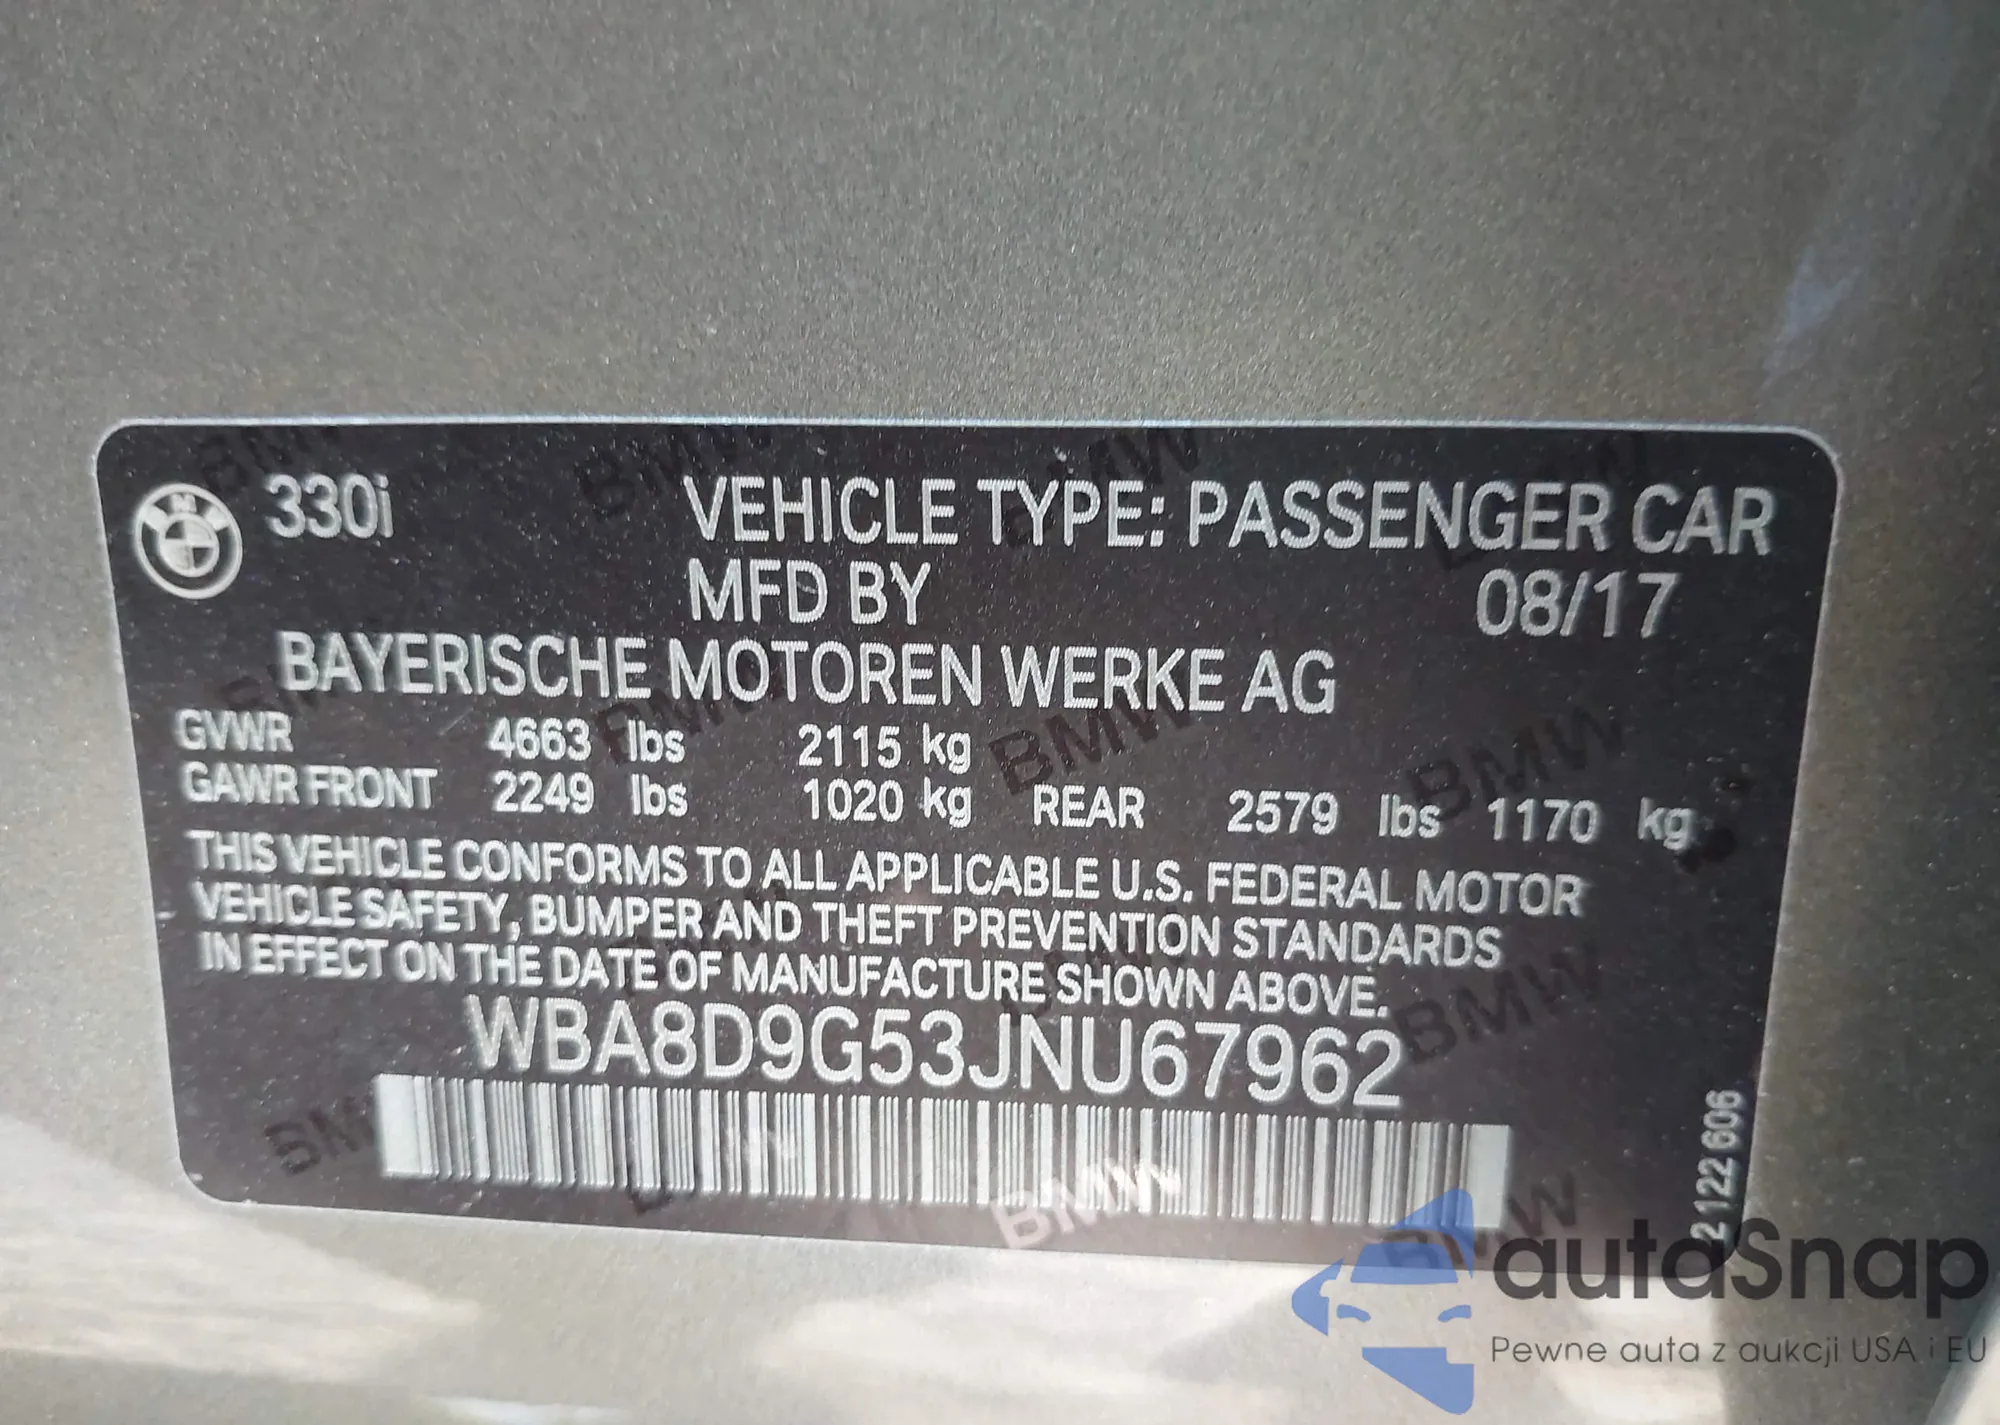 330i VEHICLE TYPE: PASSENGER CAR
MFD BY 08/17
BAYERISCHE MOTOREN WERKE AG
GVWR 4663 lbs 2115 kg
GAWR FRONT 2249 lbs 1020 kg REAR 2579 lbs 1170 kg
THIS VEHICLE CONFORMS TO ALL APPLICABLE U.S. FEDERAL MOTOR
VEHICLE SAFETY, BUMPER AND THEFT PREVENTION STANDARDS
IN EFFECT ON THE DATE OF MANUFACTURE SHOWN ABOVE.
WBA8D9G53JNU67962
2122 606
BMW
autoSnap
Pewne auta z aukcji USA i EU